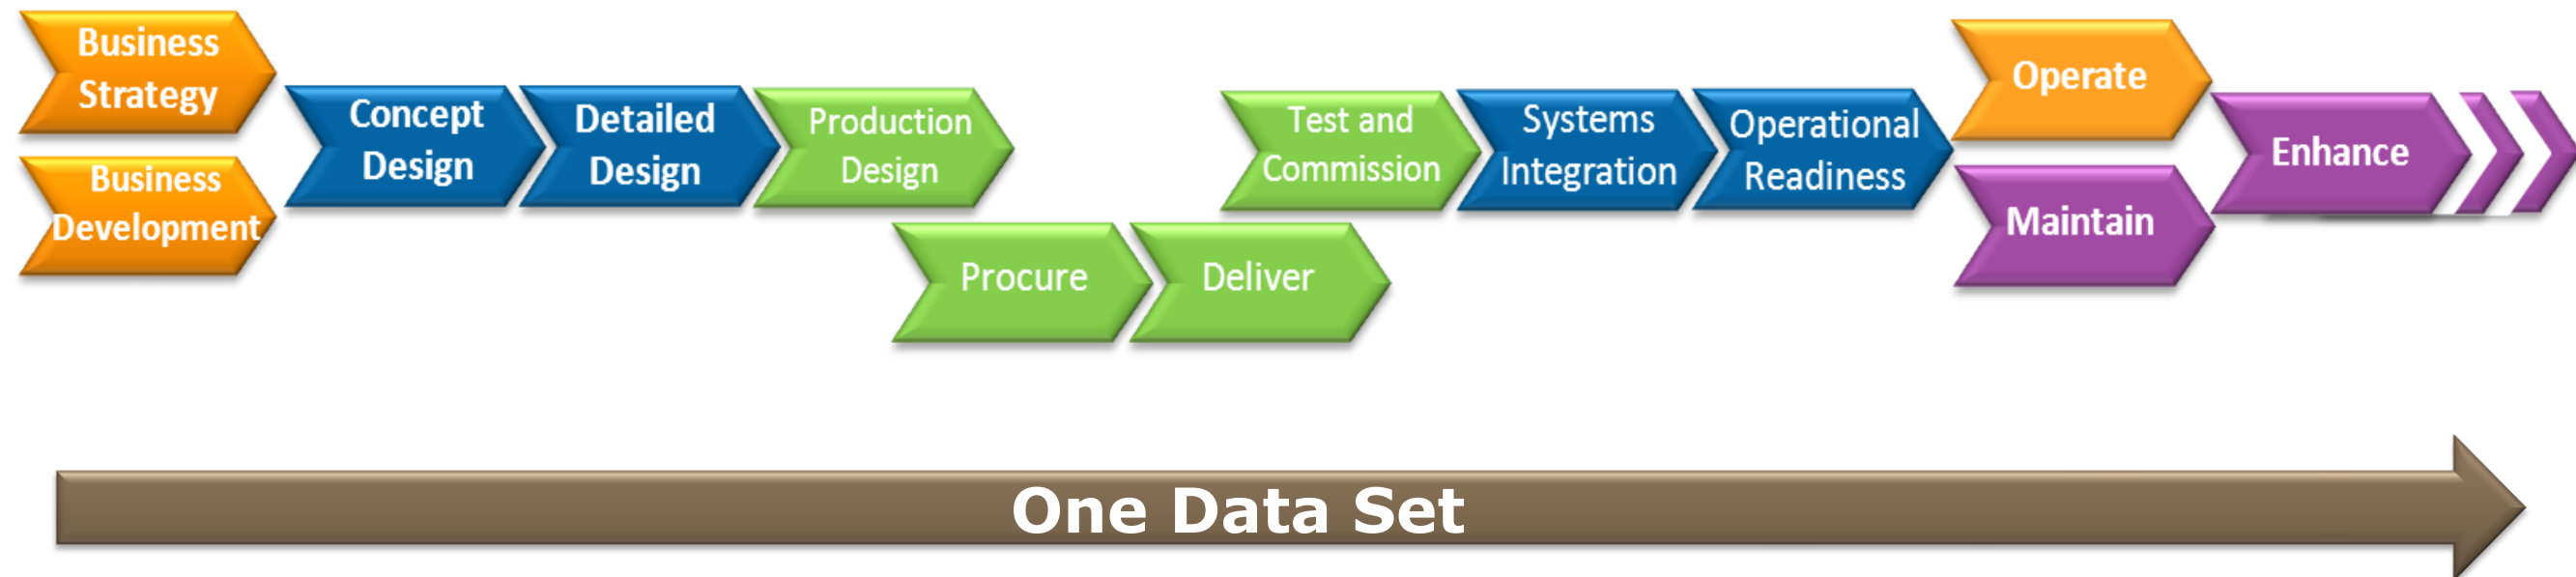 Business
Strategy
Business
Development
Concept
Design
Detailed
Design
Production
Design
Procure
Deliver
Test and
Commission
Systems
Integration
Operational
Readiness
Operate
Maintain
Enhance
One Data Set